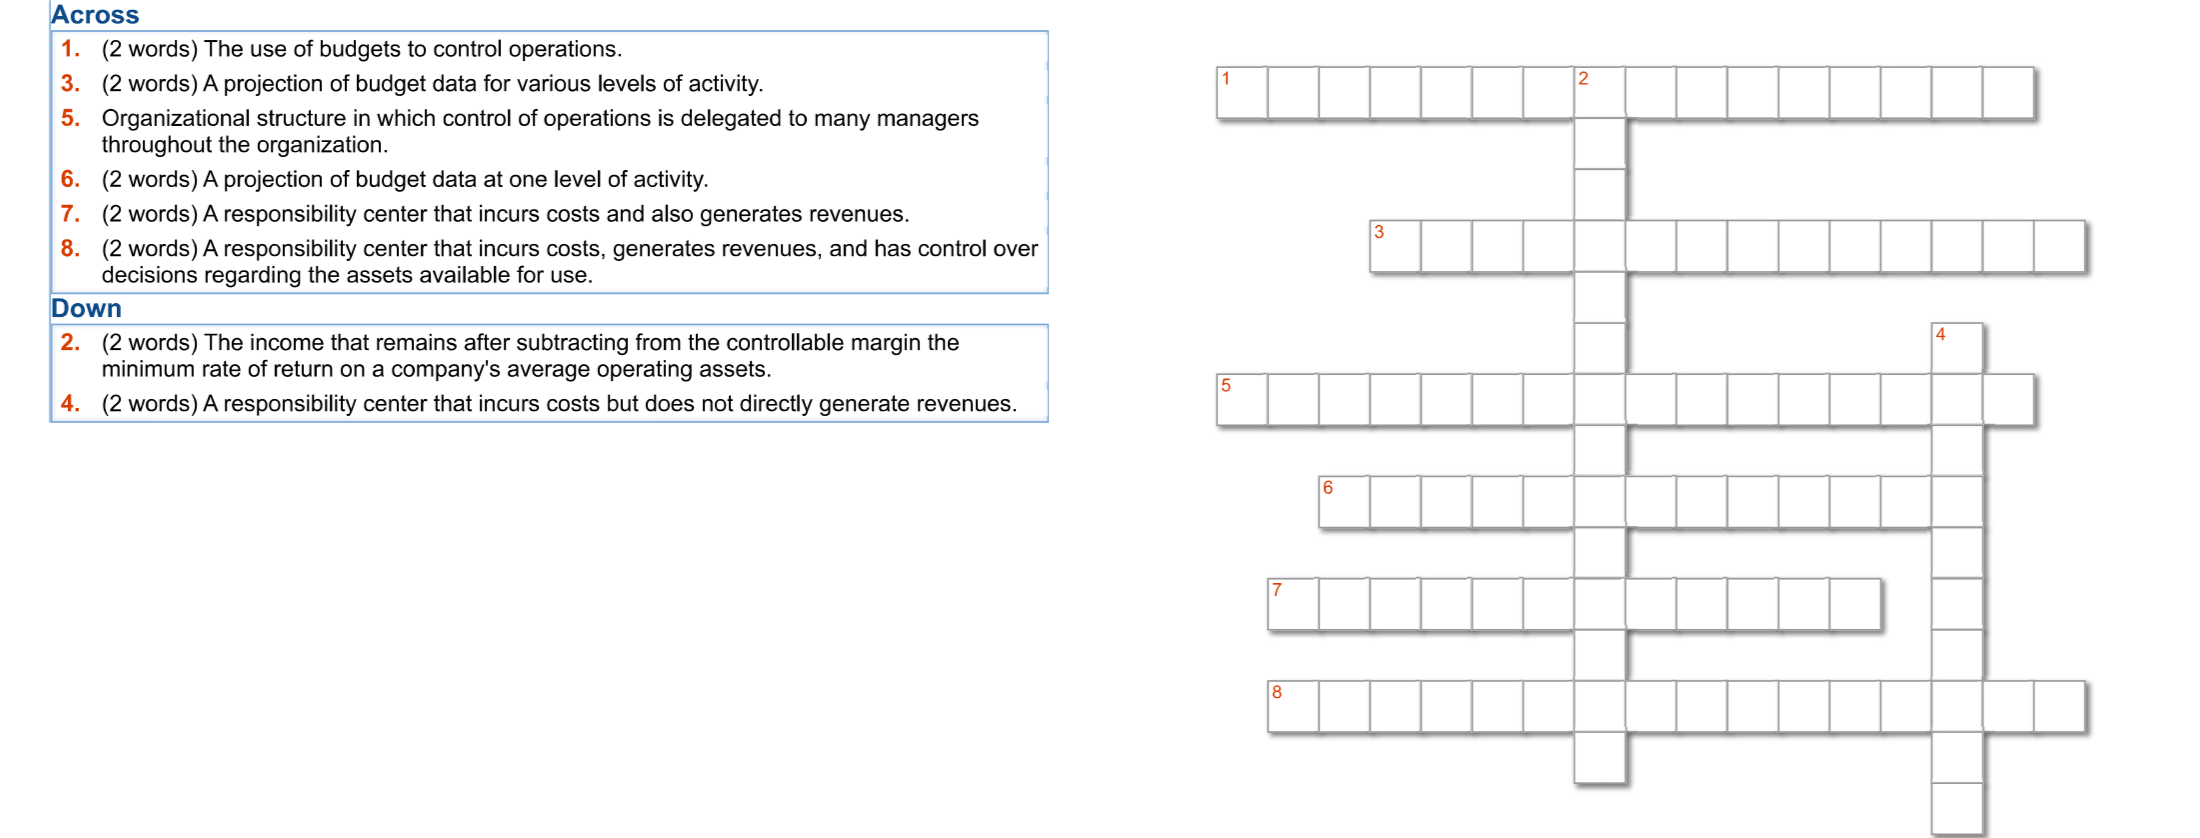 Across
1. (2 words) The use of budgets to control operations.
3. (2 words) A projection of budget data for various levels of activity.
5. Organizational structure in which control of operations is delegated to many managers
throughout the organization.
6. (2 words) A projection of budget data at one level of activity.
7. (2 words) A responsibility center that incurs costs and also generates revenues.
8. (2 words) A responsibility center that incurs costs, generates revenues, and has control over
decisions regarding the assets available for use.
Down
2. (2 words) The income that remains after subtracting from the controllable margin the
minimum rate of return on a company's average operating assets.
4. (2 words) A responsibility center that incurs costs but does not directly generate revenues.
1 2
3
4
5
6
7
8